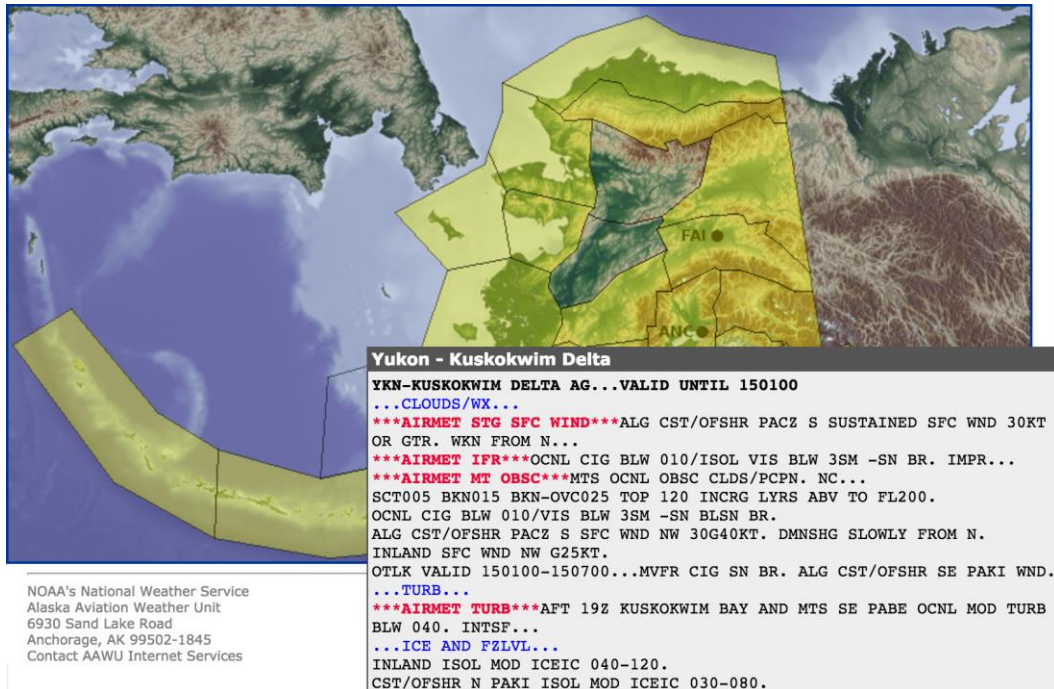 FAI
ANC
Yukon - Kuskokwim Delta
YKN-KUSKOKWIM DELTA AG...VALID UNTIL 150100
...CLOUDS/WX...
***AIRMET STG SFC WIND***ALG CST/OFSHR PACZ S SUSTAINED SFC WND 30KT
OR GTR. WKN FROM N...
***AIRMET IFR***OCNL CIG BLW 010/ISOL VIS BLW 3SM -SN BR. IMPR...
***AIRMET MT OBSC***MTS OCNL OBSC CLDS/PCPN. NC...
SCT005 BKN015 BKN-OVC025 TOP 120 INCRG LYRS ABV TO FL200.
OCNL CIG BLW 010/VIS BLW 3SM -SN BLSN BR.
ALG CST/OFSHR PACZ S SFC WND NW 30G40KT. DMNSHG SLOWLY FROM N.
INLAND SFC WND NW G25KT.
OTLK VALID 150100-150700...MVFR CIG SN BR. ALG CST/OFSHR SE PAKI WND.
...TURB...
***AIRMET TURB***AFT 19Z KUSKOKWIM BAY AND MTS SE PABE OCNL MOD TURB
BLW 040. INTSF...
...ICE AND FZLVL...
INLAND ISOL MOD ICEIC 040-120.
CST/OFSHR N PAKI ISOL MOD ICEIC 030-080.
NOAA's National Weather Service
Alaska Aviation Weather Unit
6930 Sand Lake Road
Anchorage, AK 99502-1845
Contact AAWU Internet Services